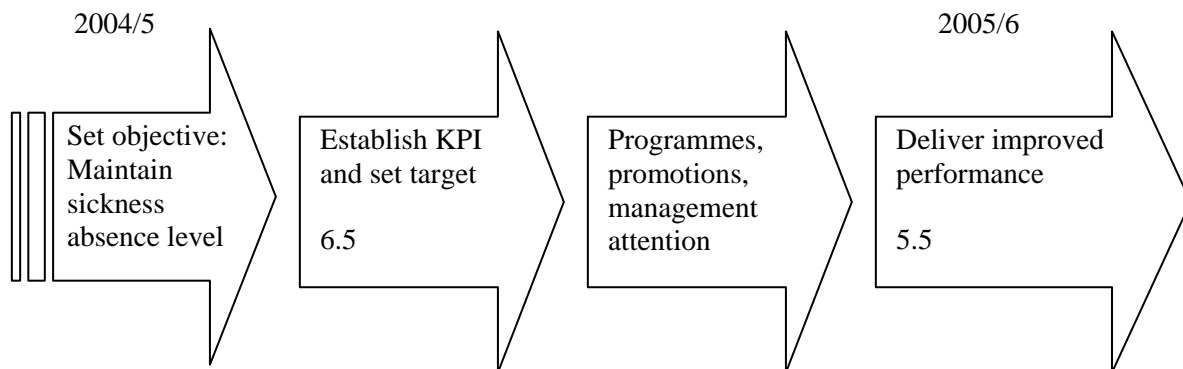 2004/5
2005/6
Set objective:
Maintain
sickness
absence level
Establish KPI
and set target
6.5
Programmes,
promotions,
management
attention
Deliver improved
performance
5.5